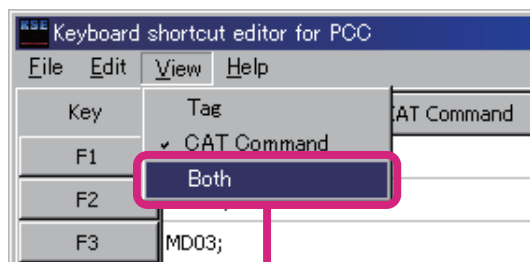 KSE Keyboard shortcut editor for PCC
File Edit View Help
Key Tag CAT Command
✓ CAT Command
F1
Both
F2
F3 MD03;